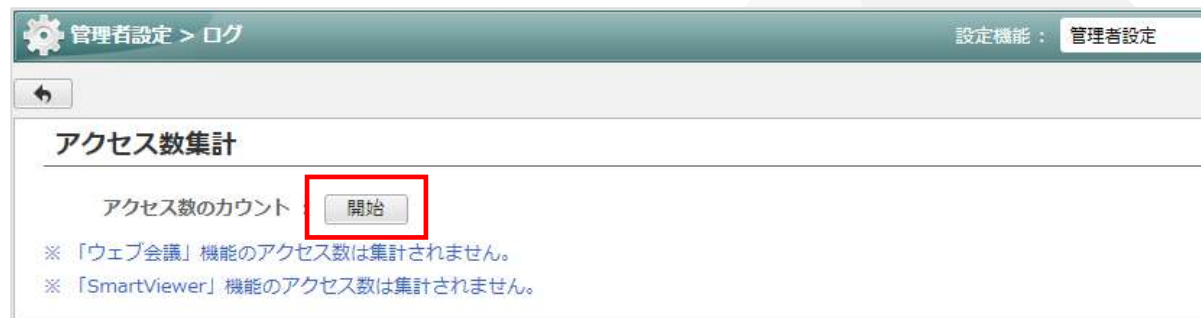 管理者設定 > ログ
設定機能： 管理者設定
アクセス数集計
アクセス数のカウント： 開始
※ 「ウェブ会議」機能のアクセス数は集計されません。
※ 「SmartViewer」機能のアクセス数は集計されません。